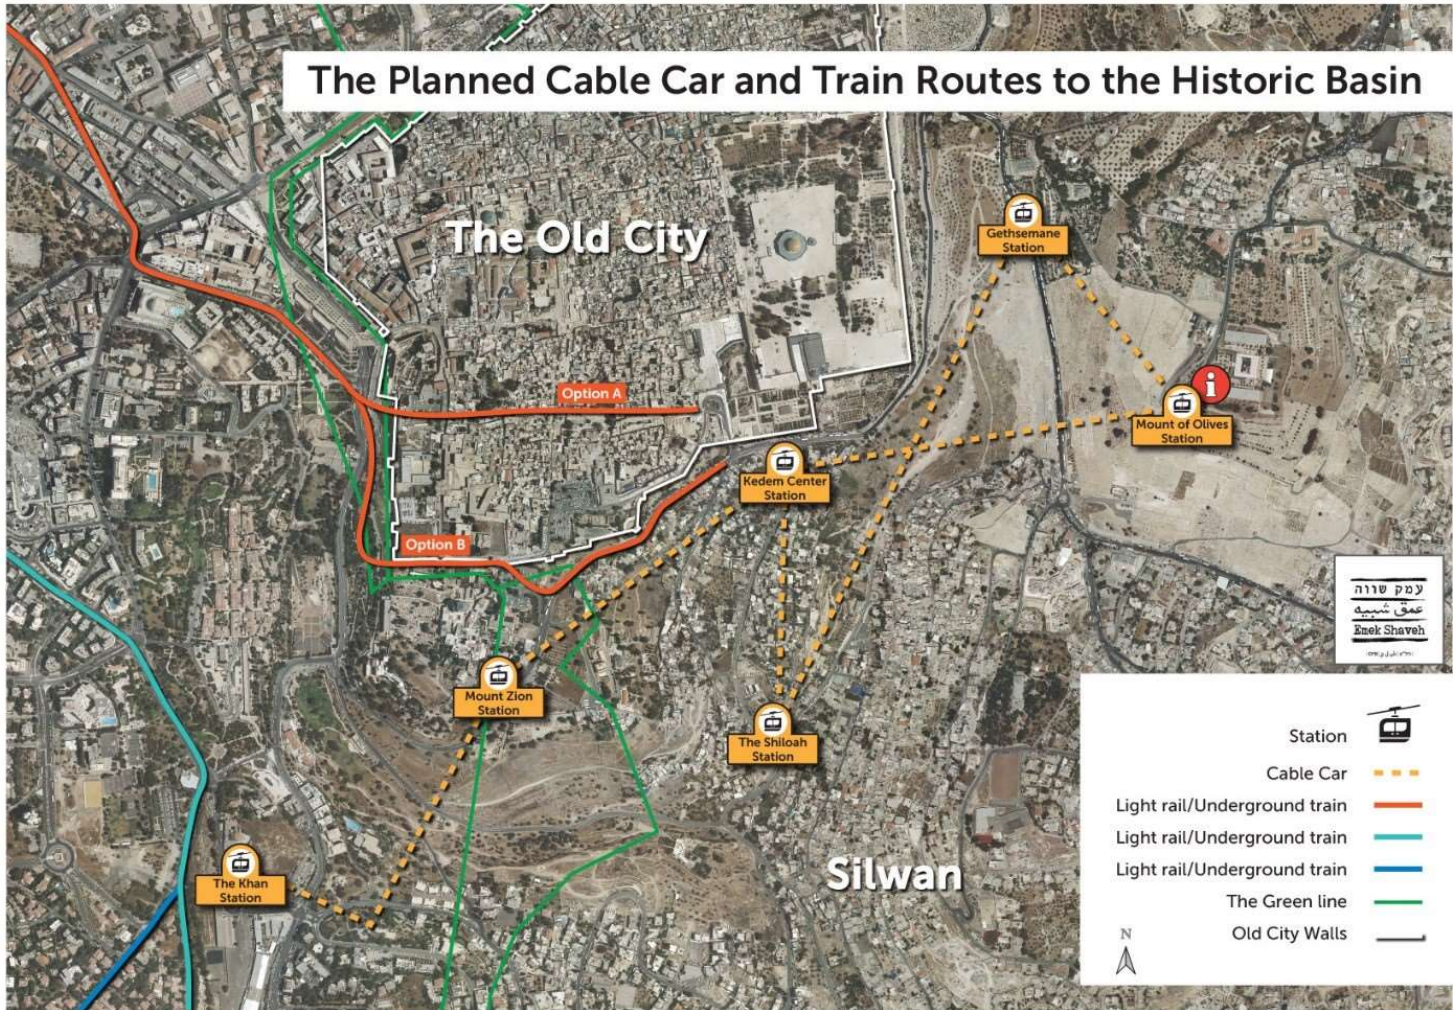 The Planned Cable Car and Train Routes to the Historic Basin
The Old City
Gethsemane
Station
Option A
i
Mount of Olives
Station
Kedem Center
Station
Option B
עמק שווה
عمق شبيه
Emek Shaveh
Mount Zion
Station
The Shiloah
Station
Silwan
The Khan
Station
Station
Cable Car
Light rail/Underground train
Light rail/Underground train
Light rail/Underground train
The Green line
Old City Walls
N